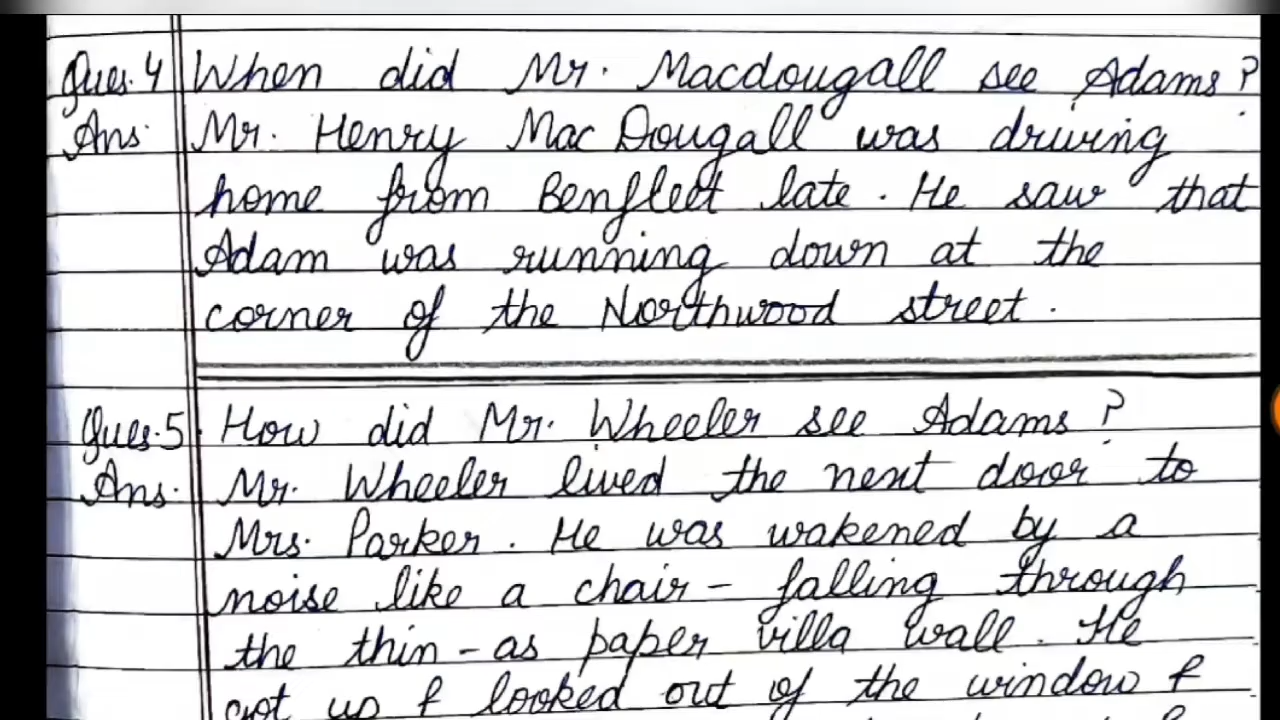 Ques. 4 When did Mr. Macdougall see Adams?
Ans. Mr. Henry Mac Dougall was driving
home from Benfleet late. He saw that
Adam was running down at the
corner of the Northwood street.
Ques. 5. How did Mr. Wheeler see Adams?
Ans. Mr. Wheeler lived the next door to
Mrs. Parker. He was wakened by a
noise like a chair - falling through
the thin - as paper villa wall. He
got up & looked out of the window &